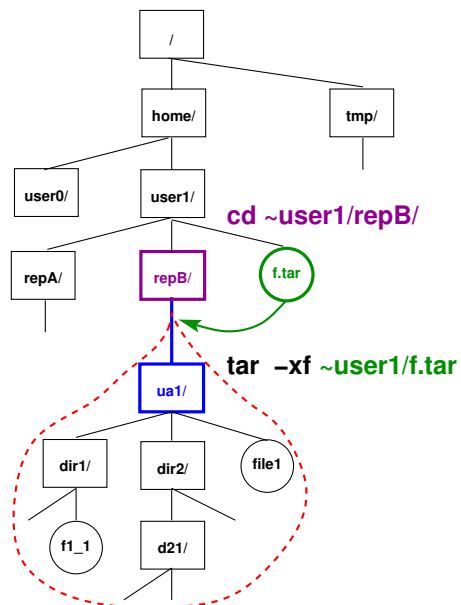 /
home/
tmp/
user0/
user1/
cd ~user1/repB/
repA/
repB/
f.tar
tar −xf ~user1/f.tar
ua1/
dir1/
dir2/
file1
f1_1
d21/